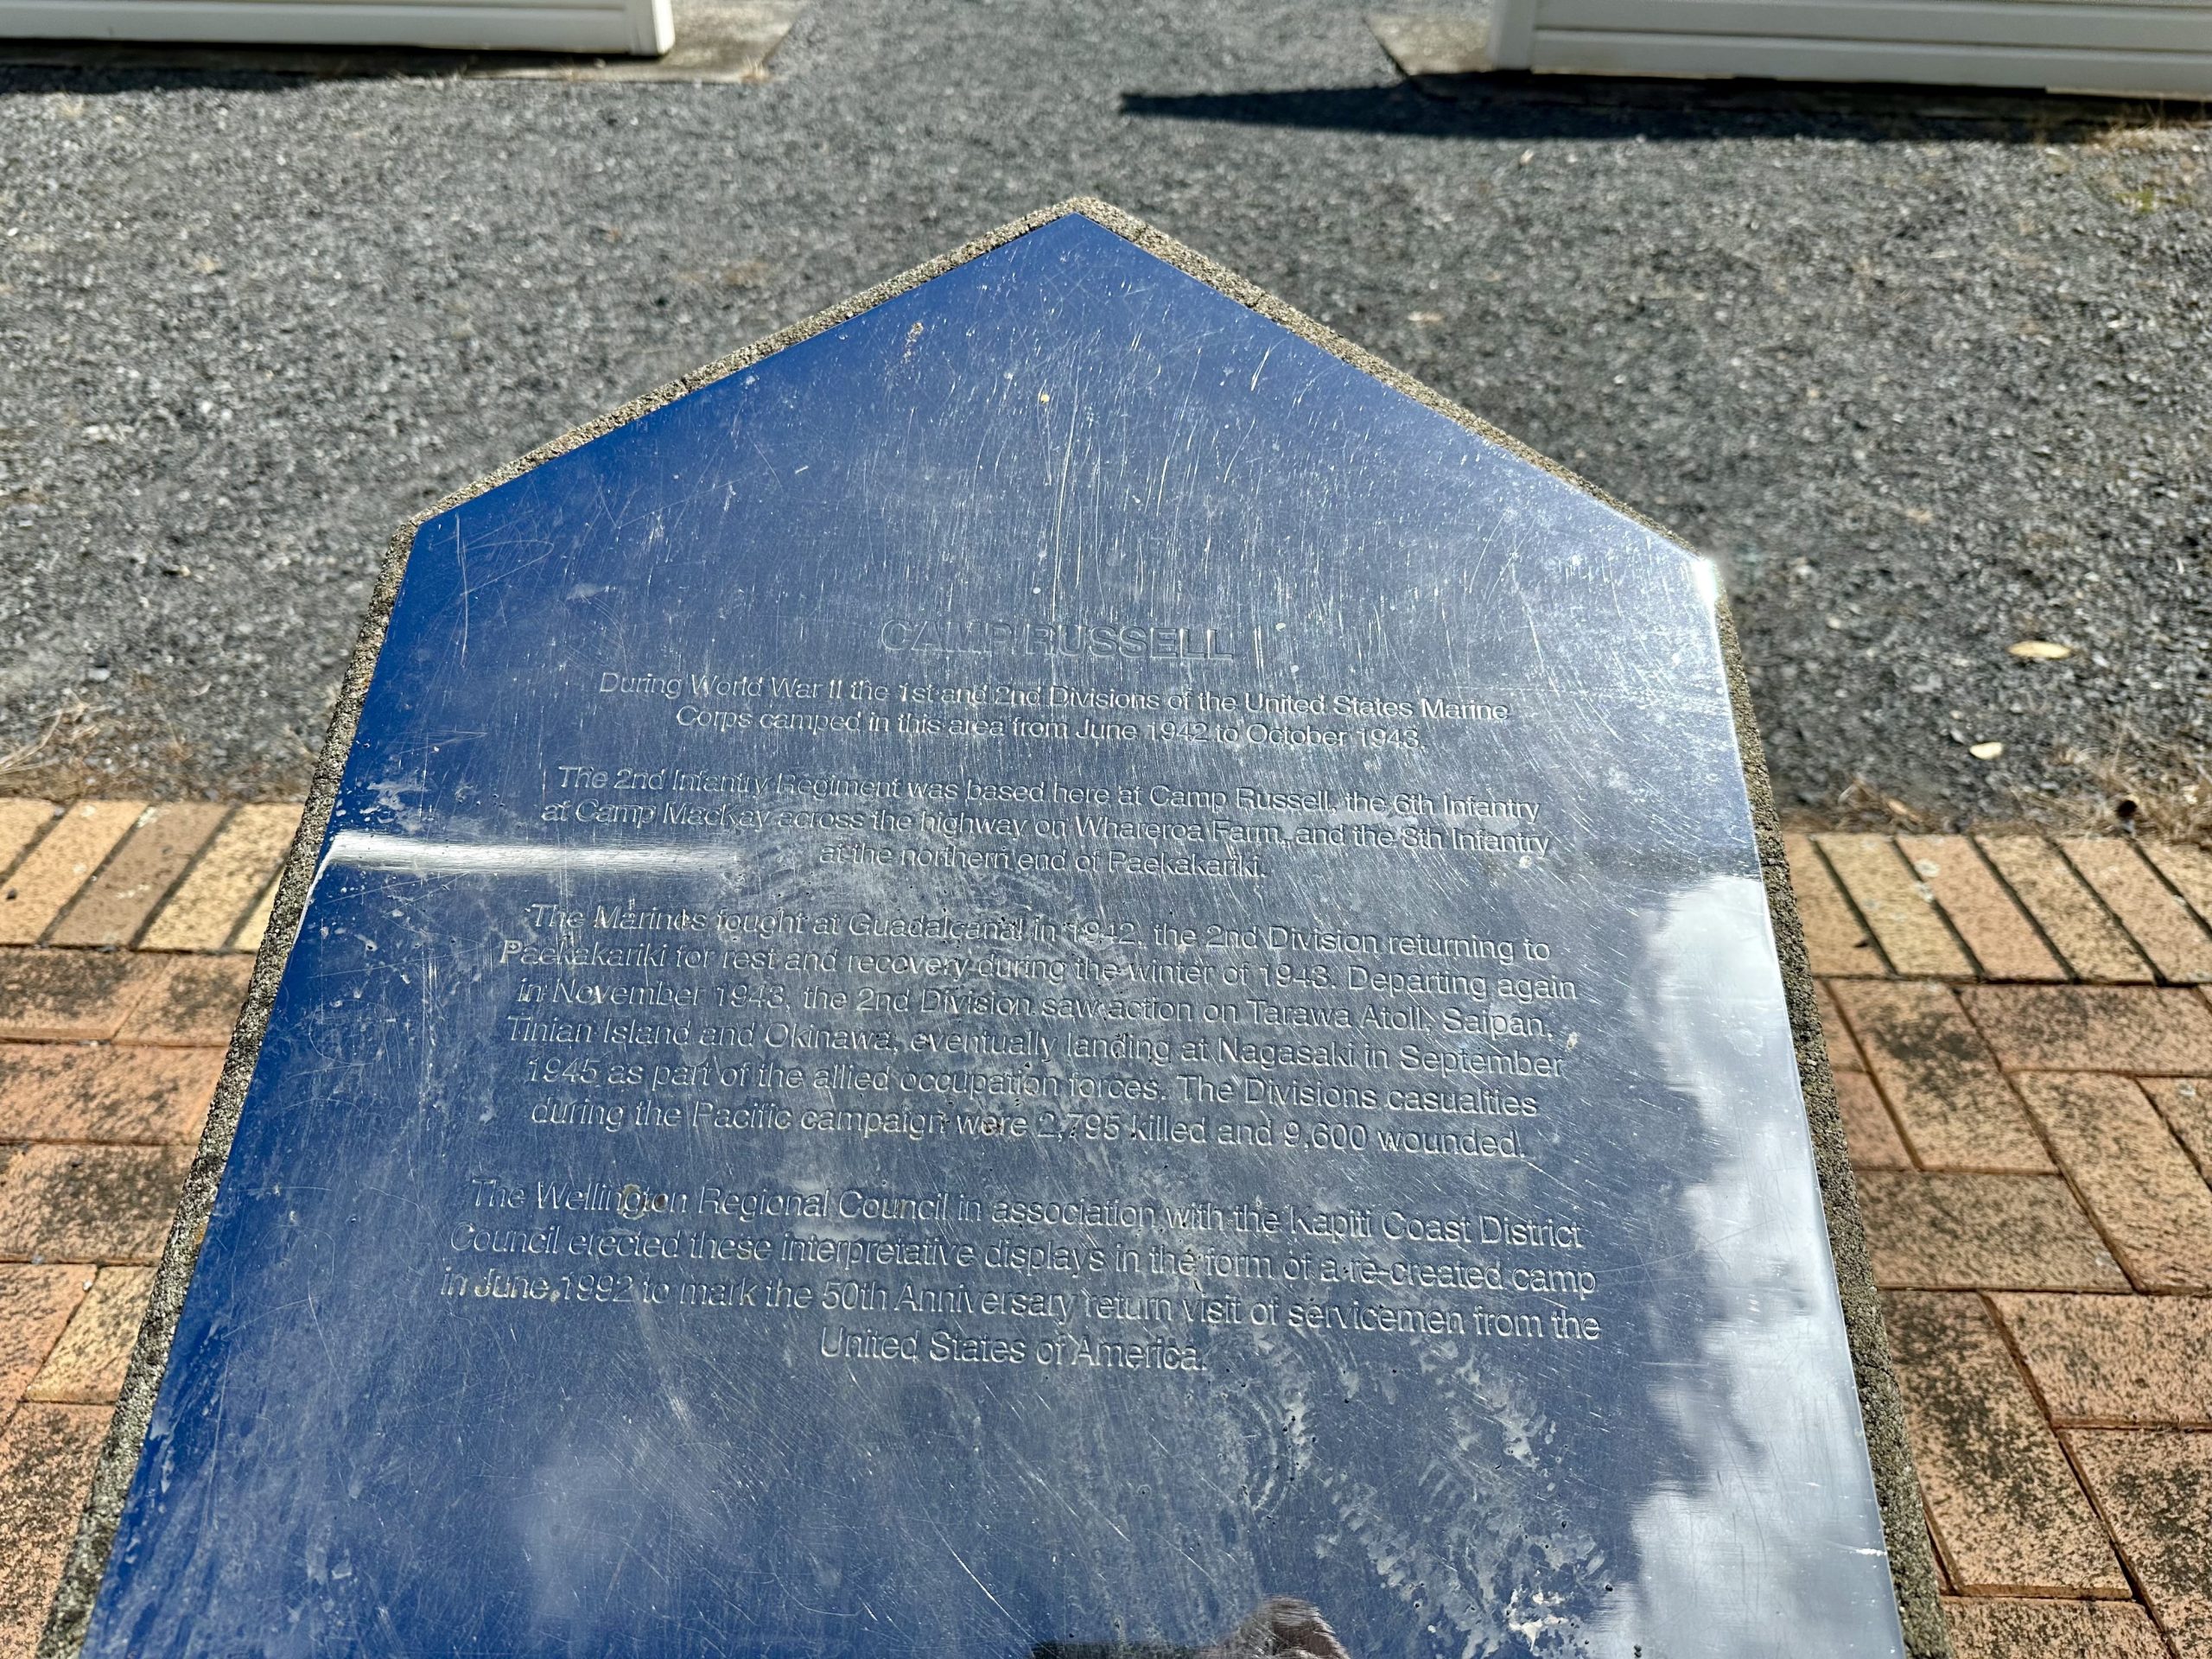 CAMP RUSSELL
During World War II the 1st and 2nd Divisions of the United States Marine
Corps camped in this area from June 1942 to October 1943.
The 2nd Infantry Regiment was based here at Camp Russell, the 6th Infantry
at Camp Mackay across the highway on Whareroa Farm, and the 8th Infantry
at the northern end of Paekakariki.
The Marines fought at Guadalcanal in 1942, the 2nd Division returning to
Paekakariki for rest and recovery during the winter of 1943. Departing again
in November 1943, the 2nd Division saw action on Tarawa Atoll, Saipan,
Tinian Island and Okinawa, eventually landing at Nagasaki in September
1945 as part of the allied occupation forces. The Divisions casualties
during the Pacific campaign were 2,795 killed and 9,600 wounded.
The Wellington Regional Council in association with the Kapiti Coast District
Council erected these interpretative displays in the form of a re-created camp
in June 1992 to mark the 50th Anniversary return visit of servicemen from the
United States of America.